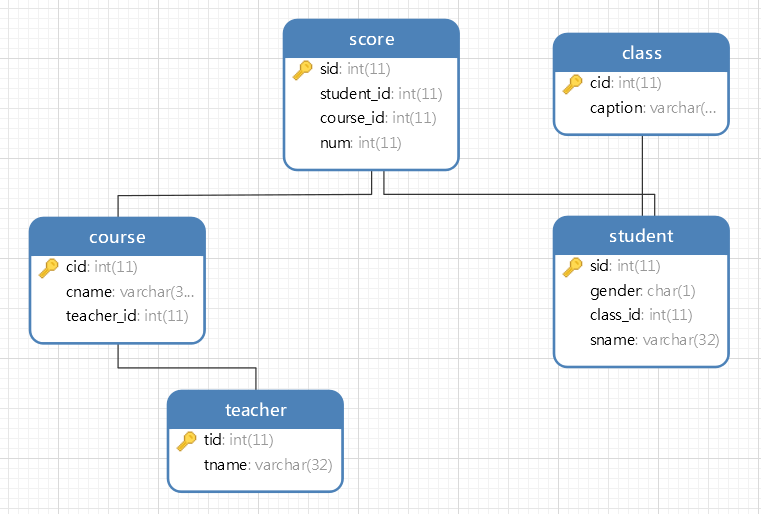 score
sid: int(11)
student_id: int(11)
course_id: int(11)
num: int(11)
class
cid: int(11)
caption: varchar(...
course
cid: int(11)
cname: varchar(3...
teacher_id: int(11)
student
sid: int(11)
gender: char(1)
class_id: int(11)
sname: varchar(32)
teacher
tid: int(11)
tname: varchar(32)